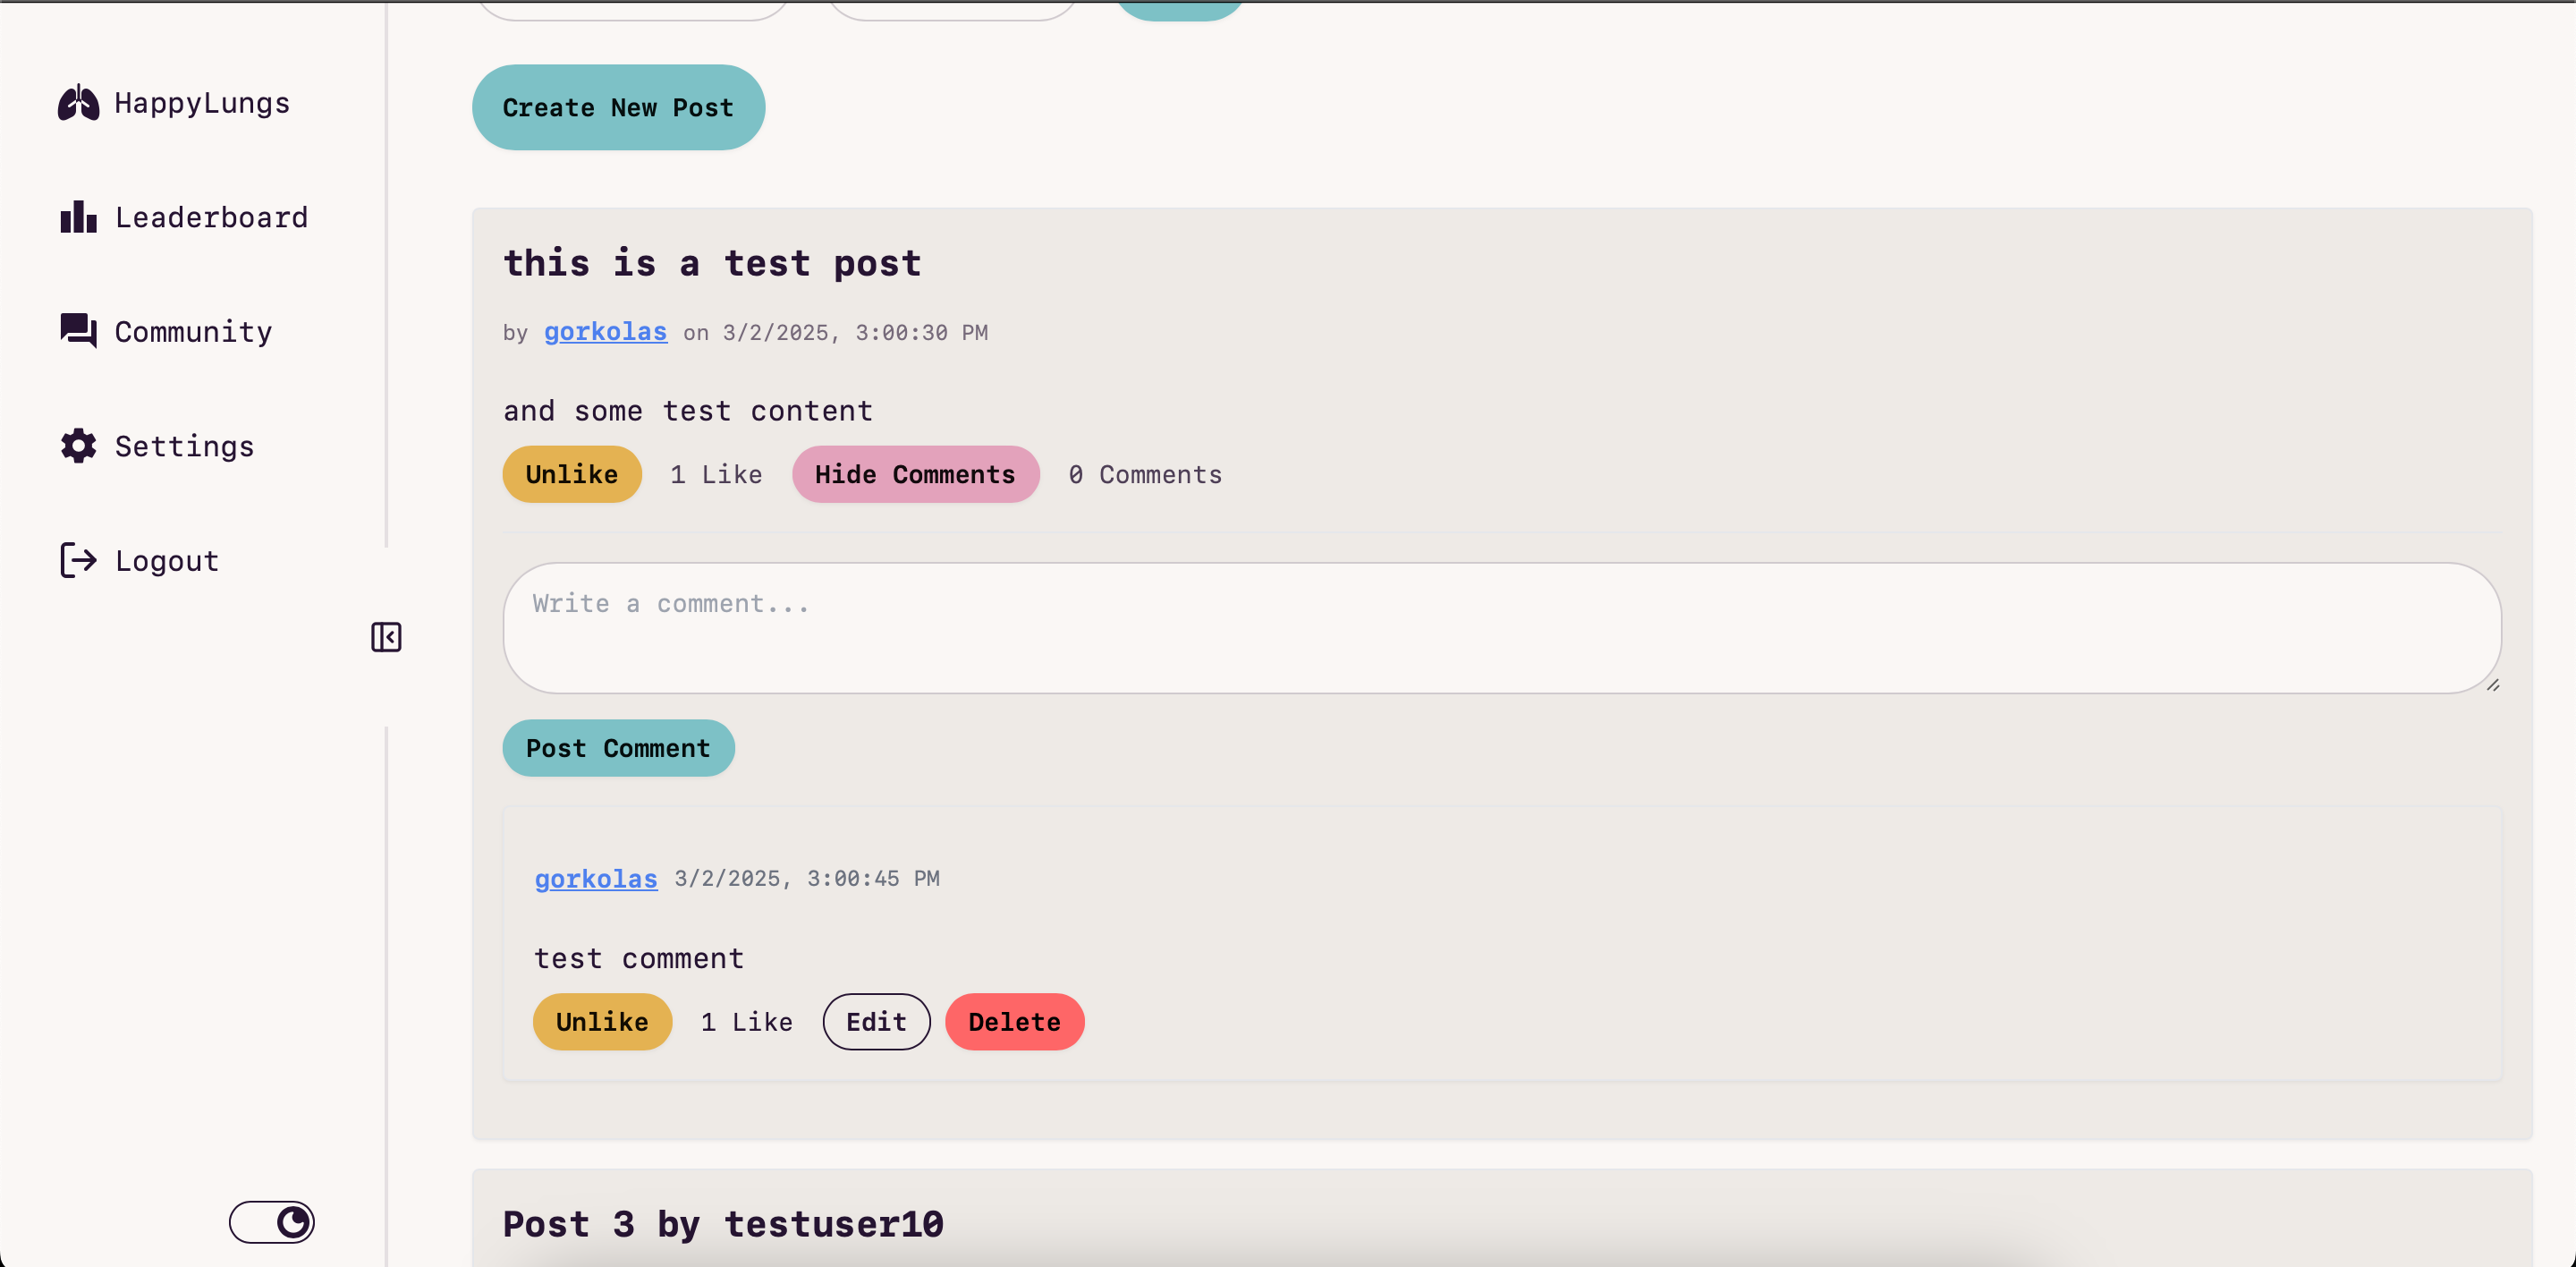 HappyLungs
Leaderboard
Community
Settings
Logout
Create New Post
this is a test post
by gorkolas on 3/2/2025, 3:00:30 PM
and some test content
Unlike 1 Like Hide Comments 0 Comments
Write a comment...
Post Comment
gorkolas 3/2/2025, 3:00:45 PM
test comment
Unlike 1 Like Edit Delete
Post 3 by testuser10